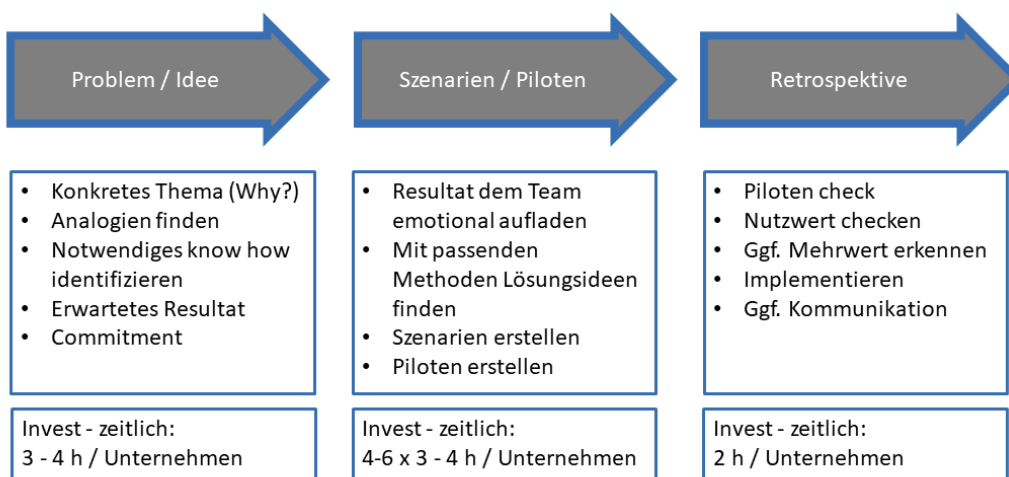 Problem / Idee
Szenarien / Piloten
Retrospektive
• Konkretes Thema (Why?)
• Analogien finden
• Notwendiges know how
identifizieren
• Erwartetes Resultat
• Commitment
• Resultat dem Team
emotional aufladen
• Mit passenden
Methoden Lösungsideen
finden
• Szenarien erstellen
• Piloten erstellen
• Piloten check
• Nutzwert checken
• Ggf. Mehrwert erkennen
• Implementieren
• Ggf. Kommunikation
Invest - zeitlich:
3 - 4 h / Unternehmen
Invest - zeitlich:
4-6 x 3 - 4 h / Unternehmen
Invest - zeitlich:
2 h / Unternehmen